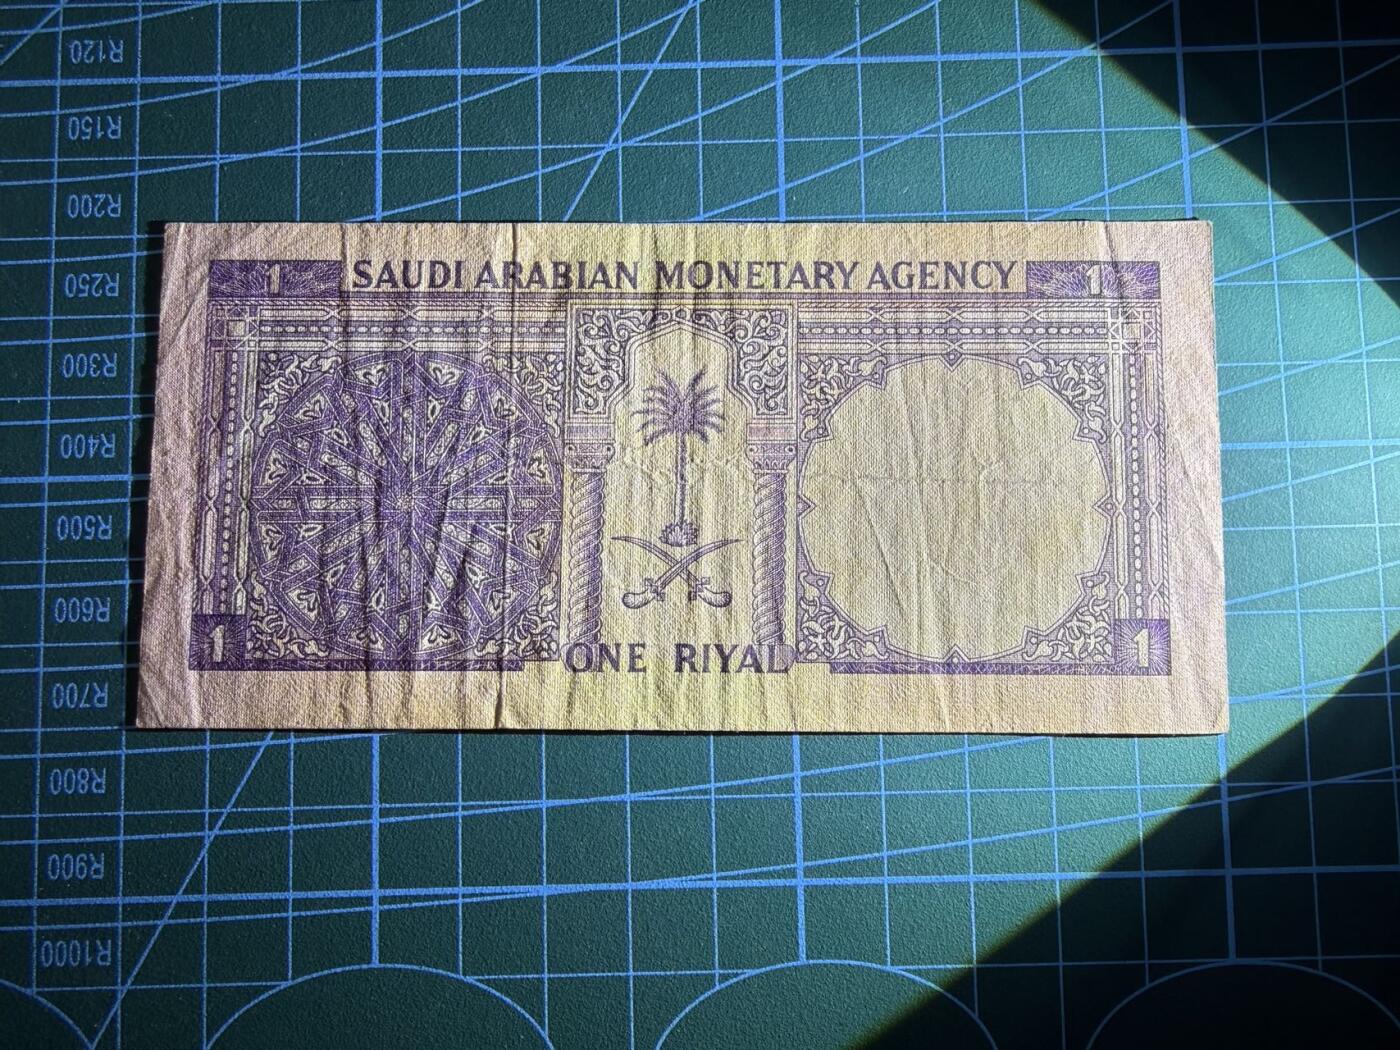 R120
R150
R200
R250
R300
R400
R500
R600
R700
R800
R900
R1000
1 SAUDI ARABIAN MONETARY AGENCY 1
1 ONE RIYAL 1